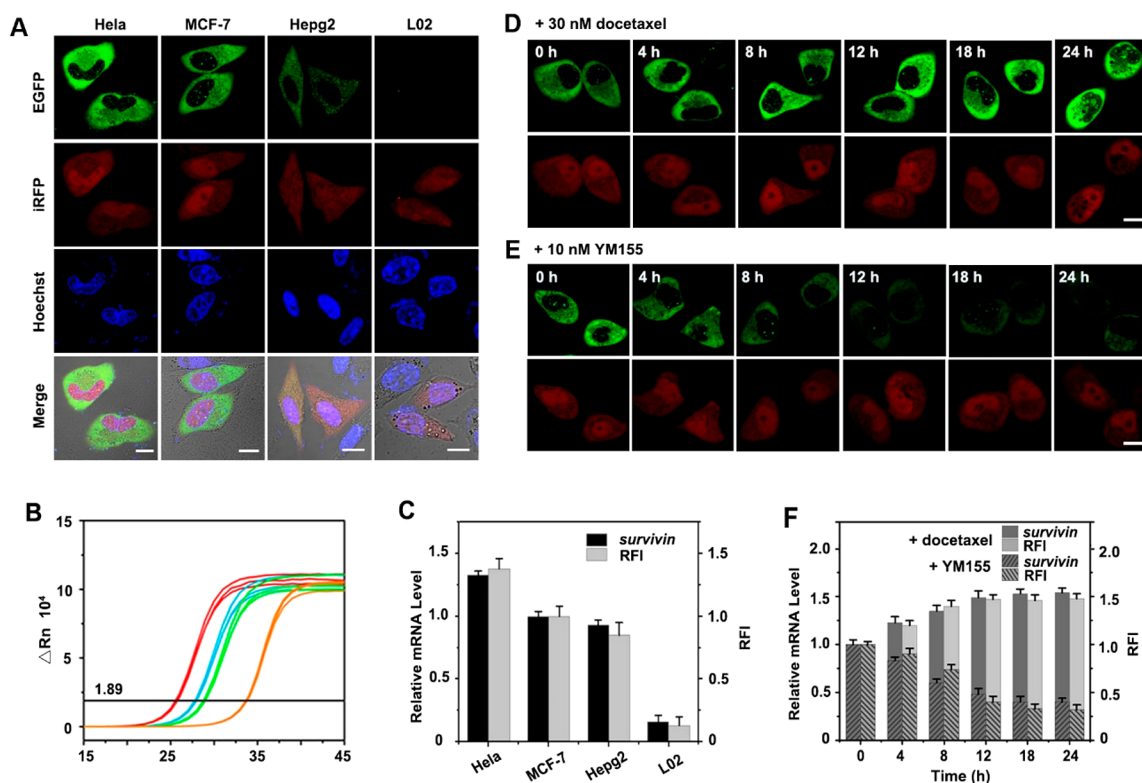 A
Hela MCF-7 Hepg2 L02
EGFP
iRFP
Hoechst
Merge
D + 30 nM docetaxel
0 h 4 h 8 h 12 h 18 h 24 h
E + 10 nM YM155
0 h 4 h 8 h 12 h 18 h 24 h
B
△Rn 10⁴
15
10
5
0
1.89
15 25 35 45
C
survivin
RFI
Relative mRNA Level
1.5
1.0
0.5
0
RFI
1.5
1.0
0.5
0
Hela MCF-7 Hepg2 L02
F
+ docetaxel
survivin
RFI
+ YM155
survivin
RFI
Relative mRNA Level
2.0
1.5
1.0
0.5
0
RFI
2.0
1.5
1.0
0.5
0
0 4 8 12 18 24
Time (h)